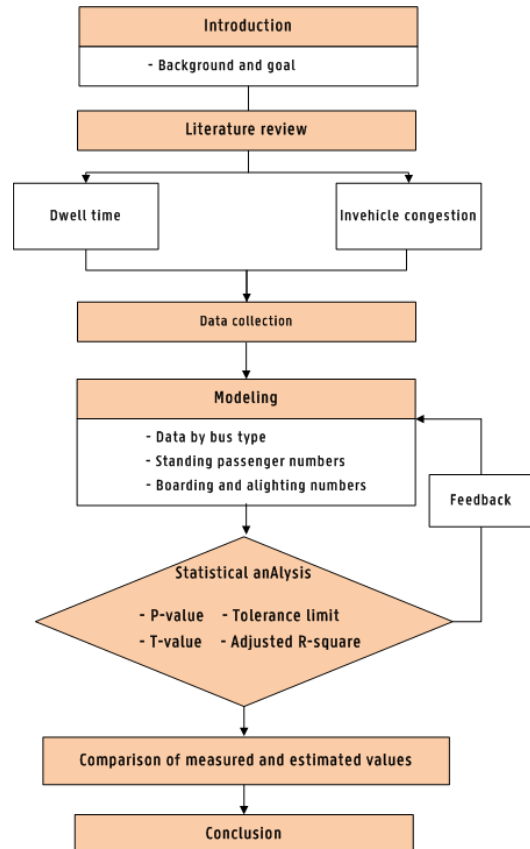 Introduction
- Background and goal
Literature review
Dwell time
Invehicle congestion
Data collection
Modeling
- Data by bus type
- Standing passenger numbers
- Boarding and alighting numbers
Feedback
Statistical anAlysis
- P-value - Tolerance limit
- T-value - Adjusted R-square
Comparison of measured and estimated values
Conclusion